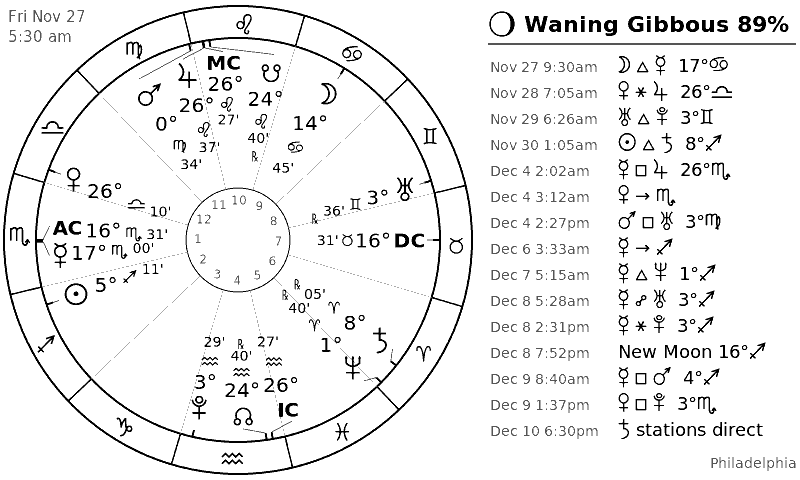 Fri Nov 27
5:30 am
☽ Waning Gibbous 89%
Nov 27 9:30am ☽ △ ☿ 17°♋
Nov 28 7:05am ♀ ⚹ ♃ 26°♎
Nov 29 6:26am ♅ △ ♇ 3°♊
Nov 30 1:05am ☉ △ ♄ 8°♐
Dec 4 2:02am ☿ □ ♃ 26°♏
Dec 4 3:12am ♀ → ♏
Dec 4 2:27pm ♂ □ ♅ 3°♍
Dec 6 3:33am ☿ → ♐
Dec 7 5:15am ☿ △ ♆ 1°♐
Dec 8 5:28am ☿ ☍ ♅ 3°♐
Dec 8 2:31pm ☿ ⚹ ♇ 3°♐
Dec 8 7:52pm New Moon 16°♐
Dec 9 8:40am ☿ □ ♂ 4°♐
Dec 9 1:37pm ♀ □ ♇ 3°♏
Dec 10 6:30pm ♄ stations direct
Philadelphia
♌
♍
♋
♎
♊
♏
♉
♐
♈
♑
♓
♒
MC 26° ♌ 27'
♂ 0° ♍ 34'
♃ 26° ♌ 37'
☋ 24° ♌ 40' ℞
☽ 14° ♋ 45'
♀ 26° ♎ 10'
AC 16° ♏ 31'
☿ 17° ♏ 00'
☉ 5° ♐ 11'
℞ 36' ♊ 3° ♅
31' ♉ 16° DC
℞ 05' ♈ 8° ♄
℞ 40' ♈ 1° ♆
29' ♒ 3° ♇
℞ 40' ♒ 24° ☊
27' ♒ 26° IC
1
2
3
4
5
6
7
8
9
10
11
12